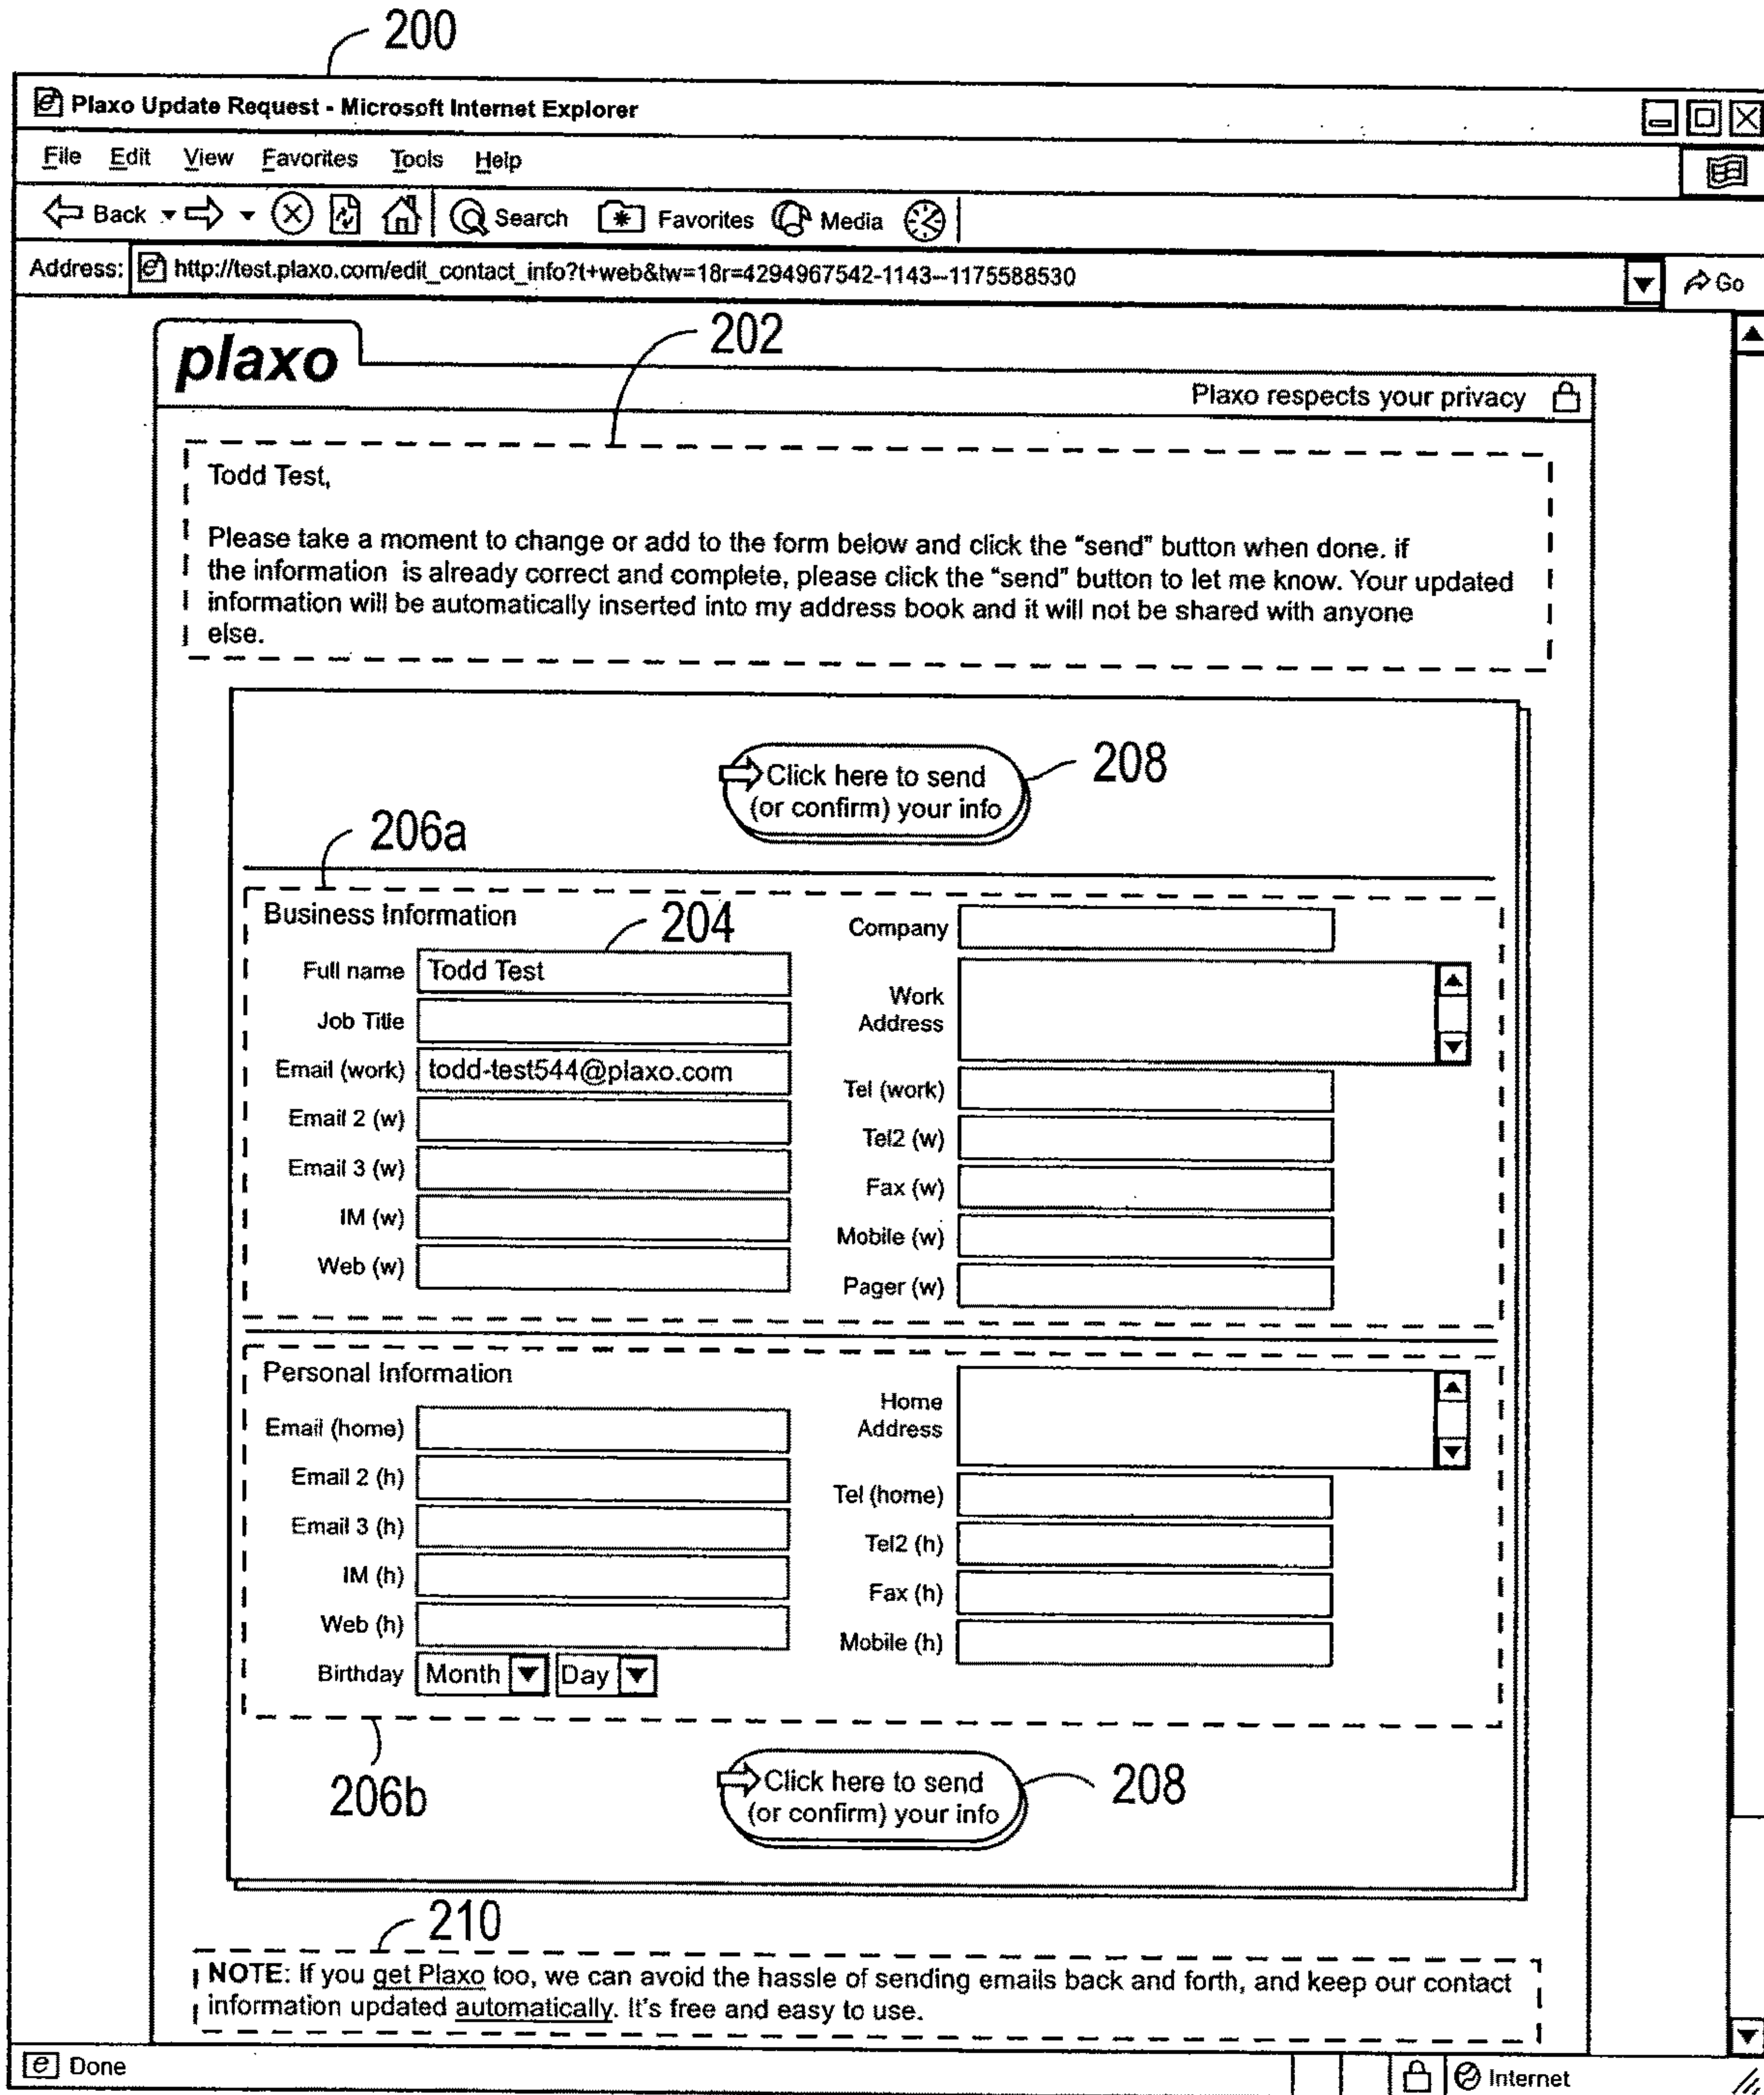 200
Plaxo Update Request - Microsoft Internet Explorer
File Edit View Favorites Tools Help
Back Search Favorites Media
Address: http://test.plaxo.com/edit_contact_info?t+web&tw=18r=4294967542-1143--1175588530 Go
202
plaxo
Plaxo respects your privacy
Todd Test,
Please take a moment to change or add to the form below and click the "send" button when done. if
the information is already correct and complete, please click the "send" button to let me know. Your updated
information will be automatically inserted into my address book and it will not be shared with anyone
else.
Click here to send
(or confirm) your info
208
206a
Business Information
204
Full name Todd Test
Job Title
Email (work) todd-test544@plaxo.com
Email 2 (w)
Email 3 (w)
IM (w)
Web (w)
Company
Work
Address
Tel (work)
Tel2 (w)
Fax (w)
Mobile (w)
Pager (w)
Personal Information
Email (home)
Email 2 (h)
Email 3 (h)
IM (h)
Web (h)
Birthday Month Day
Home
Address
Tel (home)
Tel2 (h)
Fax (h)
Mobile (h)
206b
Click here to send
(or confirm) your info
208
210
NOTE: If you get Plaxo too, we can avoid the hassle of sending emails back and forth, and keep our contact
information updated automatically. It's free and easy to use.
Done Internet